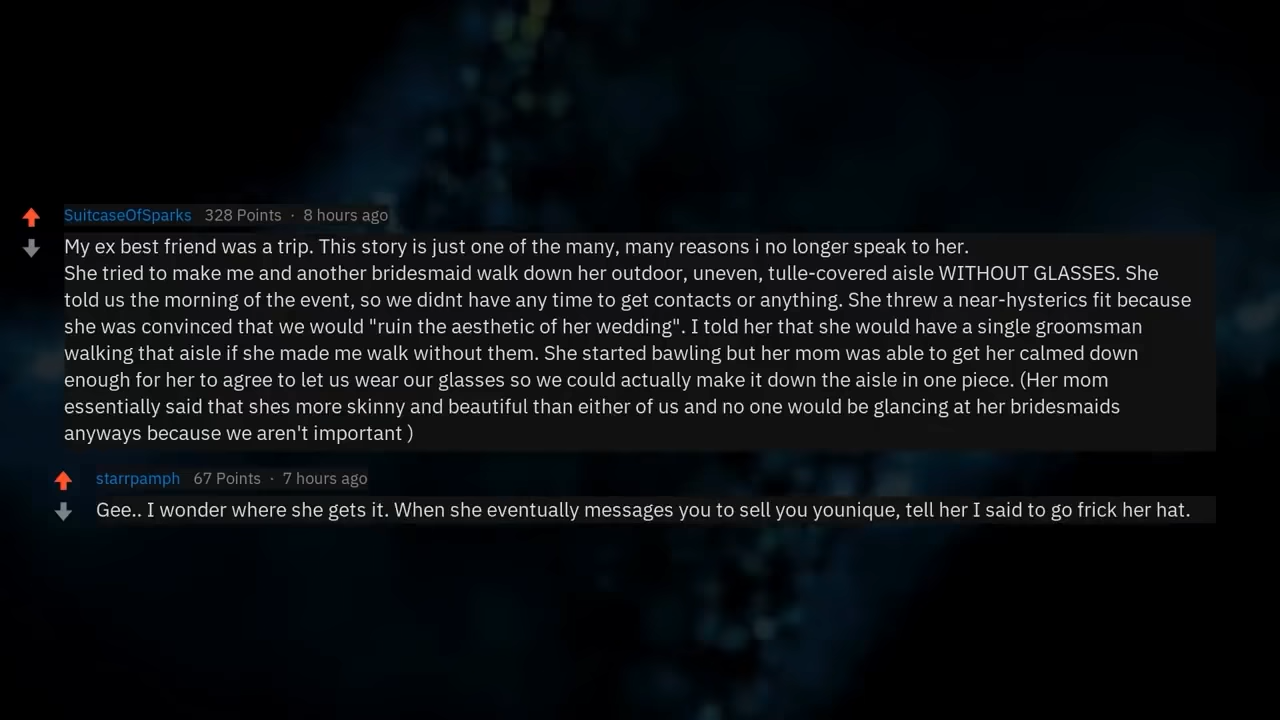 SuitcaseOfSparks 328 Points · 8 hours ago
My ex best friend was a trip. This story is just one of the many, many reasons i no longer speak to her.
She tried to make me and another bridesmaid walk down her outdoor, uneven, tulle-covered aisle WITHOUT GLASSES. She
told us the morning of the event, so we didnt have any time to get contacts or anything. She threw a near-hysterics fit because
she was convinced that we would "ruin the aesthetic of her wedding". I told her that she would have a single groomsman
walking that aisle if she made me walk without them. She started bawling but her mom was able to get her calmed down
enough for her to agree to let us wear our glasses so we could actually make it down the aisle in one piece. (Her mom
essentially said that shes more skinny and beautiful than either of us and no one would be glancing at her bridesmaids
anyways because we aren't important )
starrpamph 67 Points · 7 hours ago
Gee.. I wonder where she gets it. When she eventually messages you to sell you younique, tell her I said to go frick her hat.